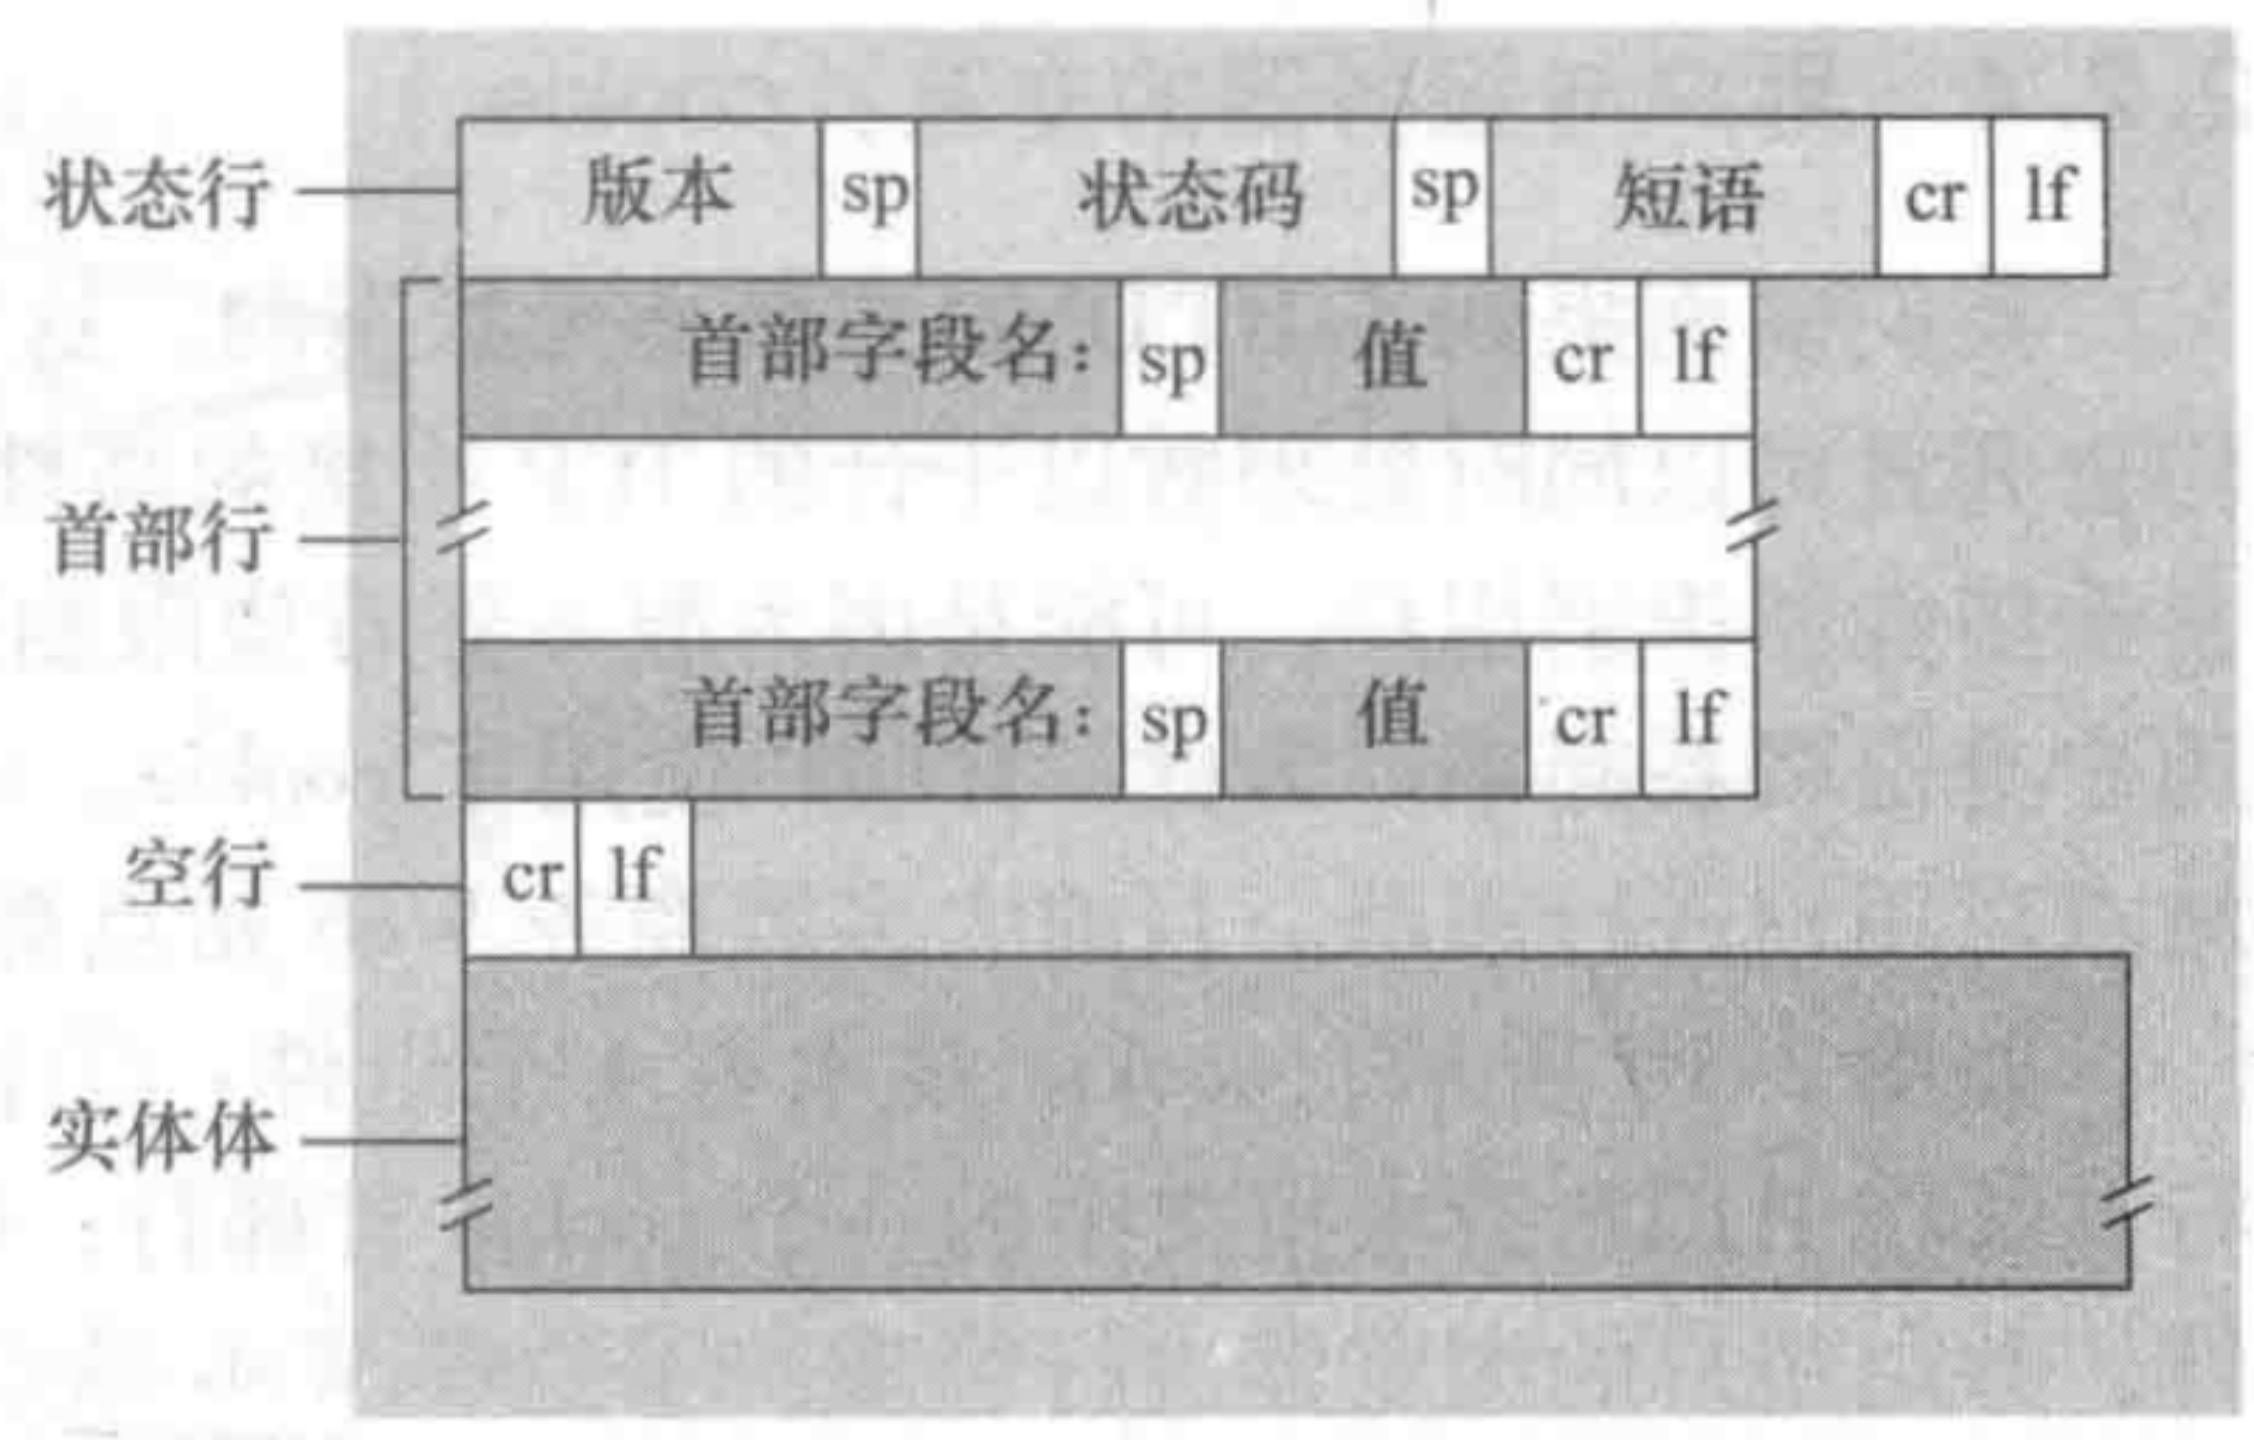 状态行 版本 sp 状态码 sp 短语 cr lf
首部字段名: sp 值 cr lf
首部行
首部字段名: sp 值 cr lf
空行 cr lf
实体体